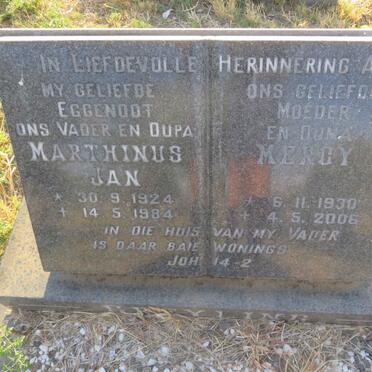 In Liefdevolle Herinnering A
my geliefde
Eggenoot
ons Vader en Oupa
Marthinus
Jan
* 30.9.1924
+ 14.5.1984
ons geliefde
Moeder
en Ouma
Mercy
* 6.11.1930
+ 4.5.2006
in die huis van my Vader
is daar baie wonings
Joh 14-2